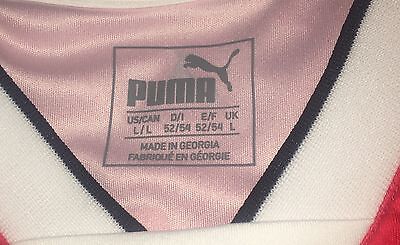 PUMA
US/CAN D/I E/F UK
L/L 52/54 52/54 L
MADE IN GEORGIA
FABRIQUÉ EN GÉORGIE